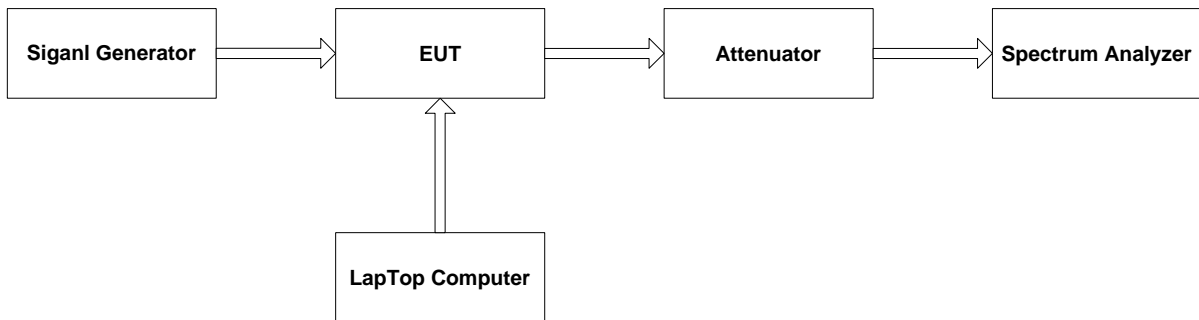 Siganl Generator
EUT
Attenuator
Spectrum Analyzer
LapTop Computer